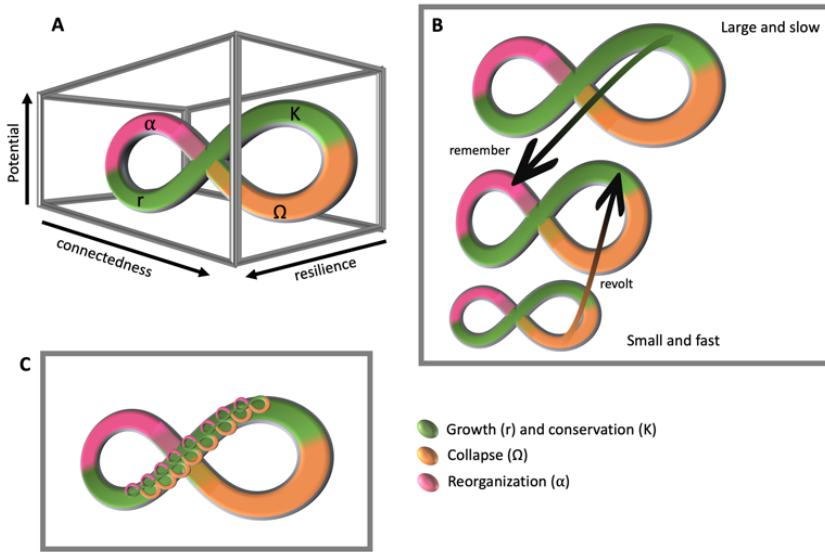 A
α
K
r
Ω
Potential
connectedness
resilience
B
Large and slow
remember
revolt
Small and fast
C
Growth (r) and conservation (K)
Collapse (Ω)
Reorganization (α)